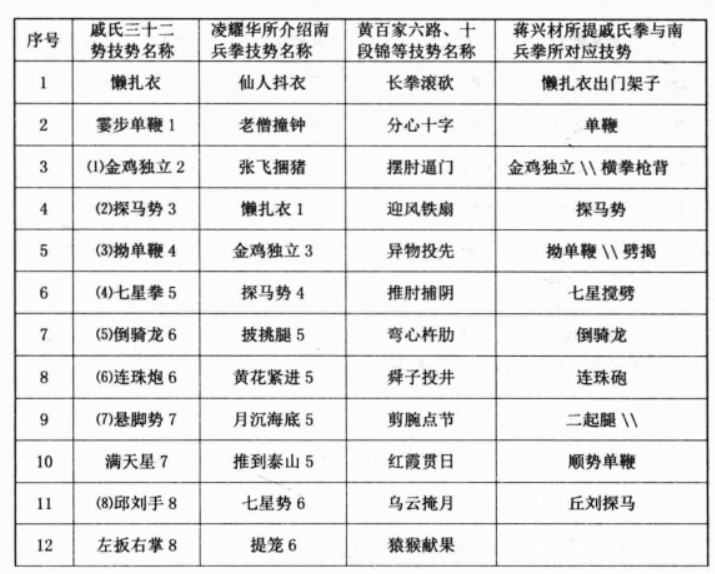 序号 戚氏三十二势技势名称 凌耀华所介绍南兵拳技势名称 黄百家六路、十段锦等技势名称 蒋兴材所提戚氏拳与南兵拳所对应技势
1 懒扎衣 仙人抖衣 长拳滚砍 懒扎衣出门架子
2 霎步单鞭 1 老僧撞钟 分心十字 单鞭
3 ⑴金鸡独立 2 张飞捆猪 摆肘逼门 金鸡独立 \\ 横拳枪背
4 ⑵探马势 3 懒扎衣 1 迎风铁扇 探马势
5 ⑶拗单鞭 4 金鸡独立 3 异物投先 拗单鞭 \\ 劈揭
6 ⑷七星拳 5 探马势 4 推肘捕阴 七星搅劈
7 ⑸倒骑龙 6 披挑腿 5 弯心杵肋 倒骑龙
8 ⑹连珠炮 6 黄花紧进 5 舜子投井 连珠砲
9 ⑺悬脚势 7 月沉海底 5 剪腕点节 二起腿 \\
10 满天星 7 推到泰山 5 红霞贯日 顺势单鞭
11 ⑻邱刘手 8 七星势 6 乌云掩月 丘刘探马
12 左扳右掌 8 提笼 6 猿猴献果